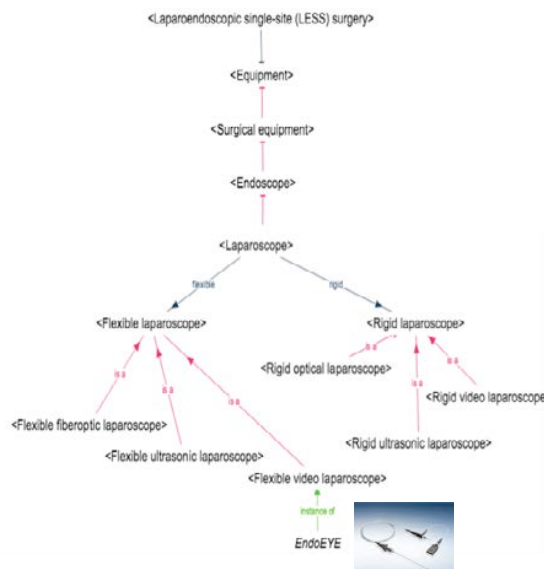 <Laparoendoscopic single-site (LESS) surgery>
<Equipment>
<Surgical equipment>
<Endoscope>
<Laparoscope>
flexible
rigid
<Flexible laparoscope>
<Rigid laparoscope>
is a
is a
is a
is a
is a
is a
<Rigid optical laparoscope>
<Rigid video laparoscope
<Flexible fiberoptic laparoscope>
<Rigid ultrasonic laparoscope>
<Flexible ultrasonic laparoscope>
<Flexible video laparoscope>
instance of
EndoEYE